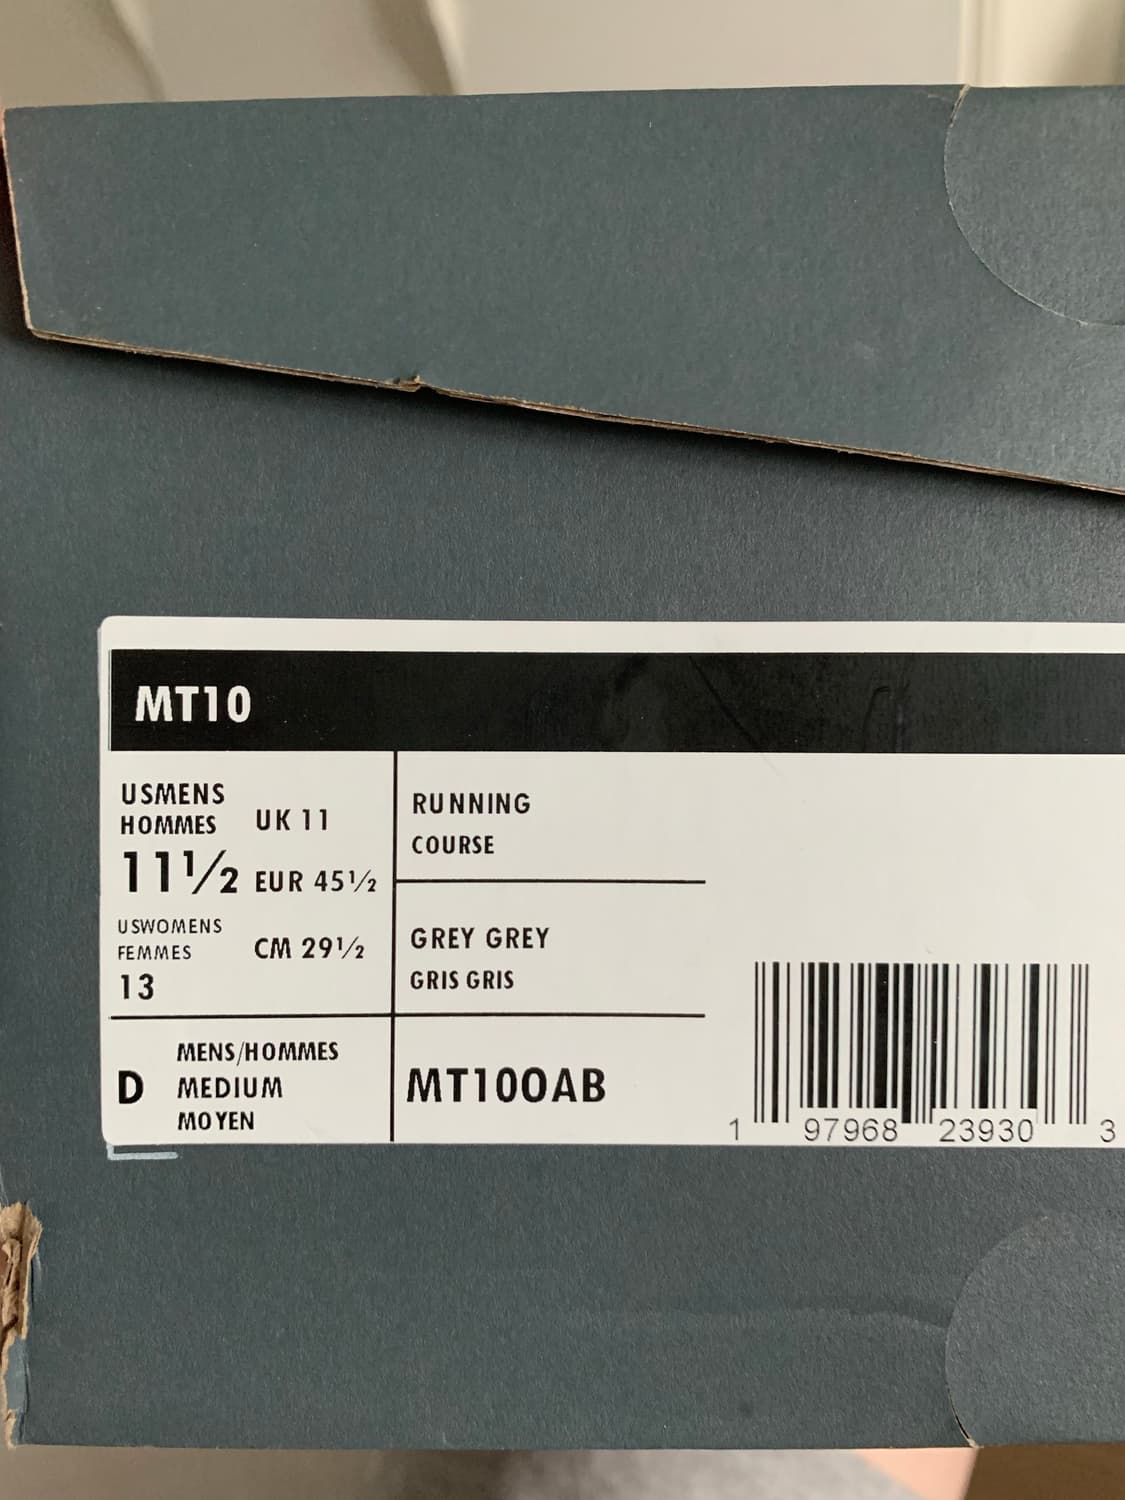 MT10
USMENS
HOMMES
11½
UK 11
EUR 45½
USWOMENS
FEMMES
13
CM 29½
RUNNING
COURSE
GREY GREY
GRIS GRIS
D
MENS/HOMMES
MEDIUM
MOYEN
MT10OAB
1 97968 23930 3